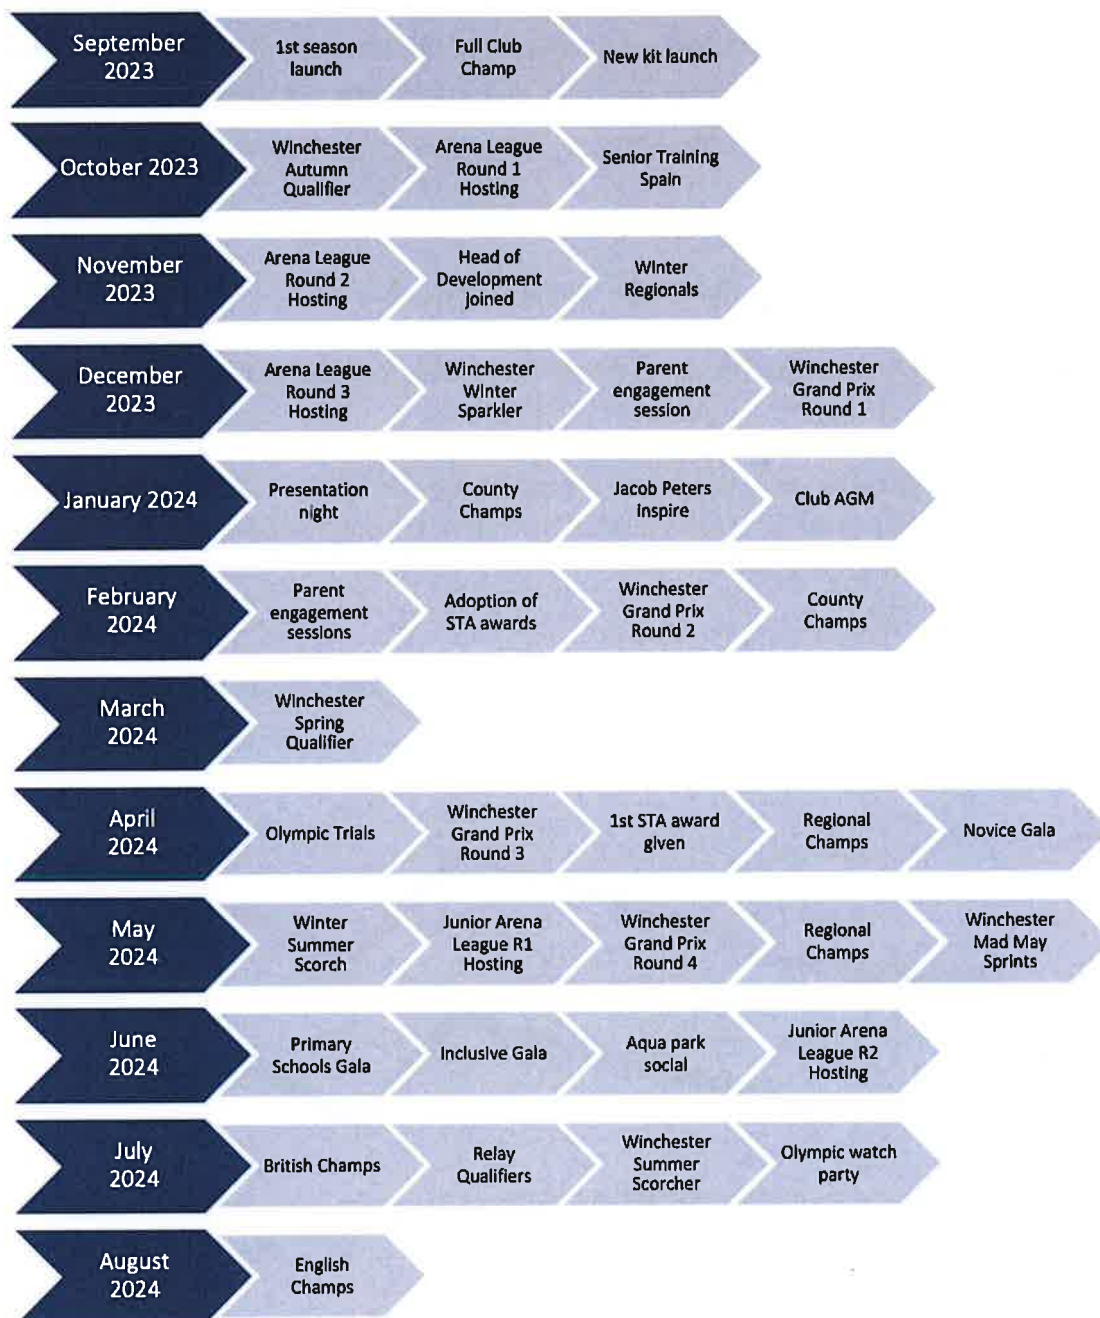 September
2023
1st season
launch
Full Club
Champ
New kit launch
October 2023
Winchester
Autumn
Qualifier
Arena League
Round 1
Hosting
Senior Training
Spain
November
2023
Arena League
Round 2
Hosting
Head of
Development
joined
Winter
Regionals
December
2023
Arena League
Round 3
Hosting
Winchester
Winter
Sparkler
Parent
engagement
session
Winchester
Grand Prix
Round 1
January 2024
Presentation
night
County
Champs
Jacob Peters
inspire
Club AGM
February
2024
Parent
engagement
sessions
Adoption of
STA awards
Winchester
Grand Prix
Round 2
County
Champs
March
2024
Winchester
Spring
Qualifier
April
2024
Olympic Trials
Winchester
Grand Prix
Round 3
1st STA award
given
Regional
Champs
Novice Gala
May
2024
Winter
Summer
Scorch
Junior Arena
League R1
Hosting
Winchester
Grand Prix
Round 4
Regional
Champs
Winchester
Mad May
Sprints
June
2024
Primary
Schools Gala
Inclusive Gala
Aqua park
social
Junior Arena
League R2
Hosting
July
2024
British Champs
Relay
Qualifiers
Winchester
Summer
Scorcher
Olympic watch
party
August
2024
English
Champs